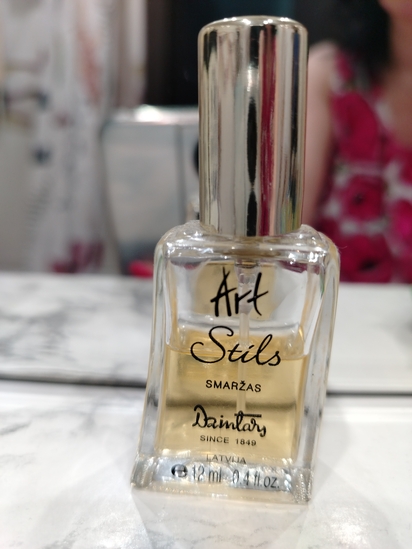 Art
Stils
SMARŽAS
Dzintars
SINCE 1849
LATVIJA
12 ml 0.4 fl.oz.